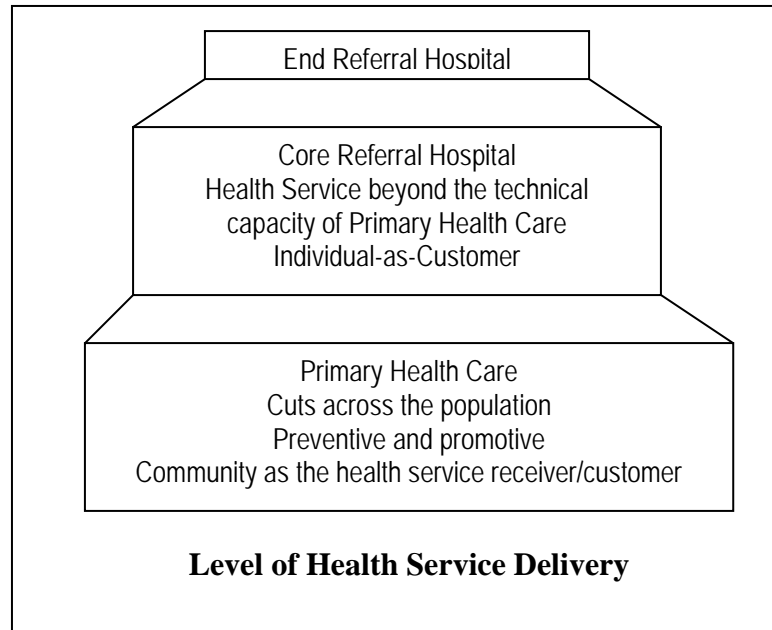 End Referral Hospital
Core Referral Hospital
Health Service beyond the technical
capacity of Primary Health Care
Individual-as-Customer
Primary Health Care
Cuts across the population
Preventive and promotive
Community as the health service receiver/customer
Level of Health Service Delivery